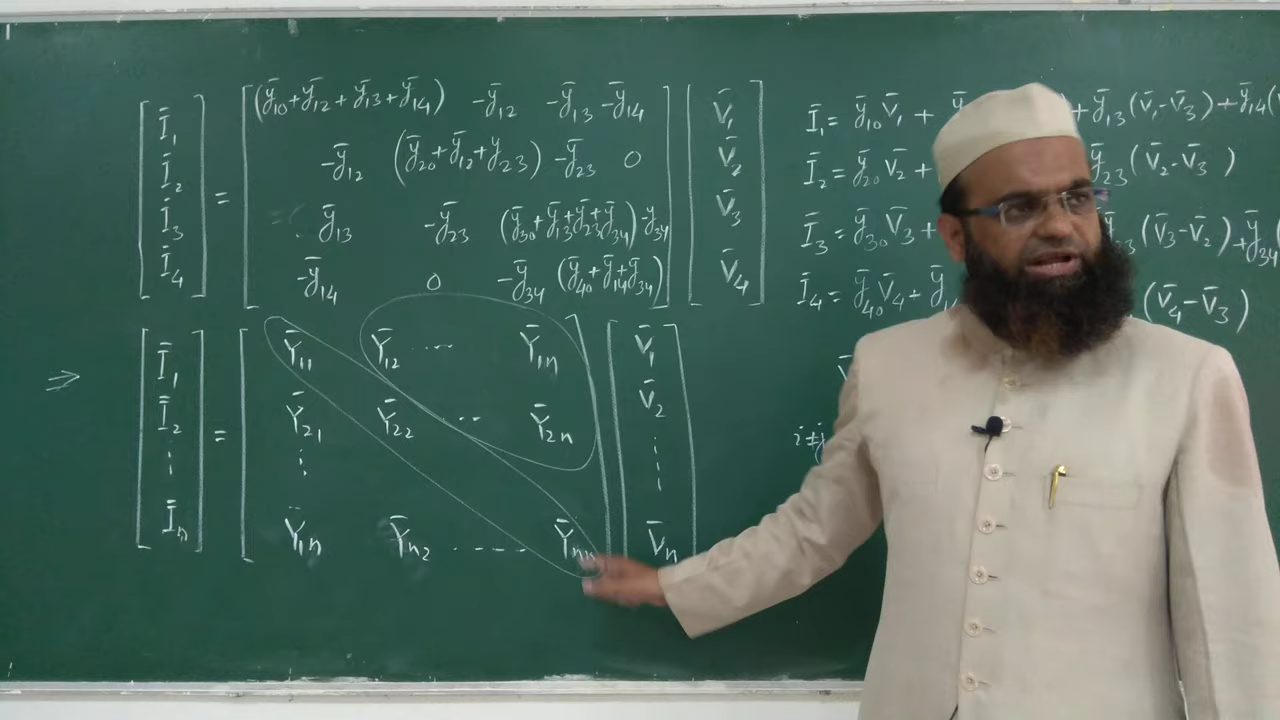 [Ī₁ Ī₂ Ī₃ Ī₄] = [
(ȳ₁₀+ȳ₁₂+ȳ₁₃+ȳ₁₄) -ȳ₁₂ -ȳ₁₃ -ȳ₁₄
-ȳ₁₂ (ȳ₂₀+ȳ₁₂+ȳ₂₃) -ȳ₂₃ 0
ȳ₁₃ -ȳ₂₃ (ȳ₃₀+ȳ₁₃+ȳ₂₃+ȳ₃₄) -y₃₄
-ȳ₁₄ 0 -ȳ₃₄ (ȳ₄₀+ȳ₁₄+ȳ₃₄)
] [V̄₁ V̄₂ V̄₃ V̄₄]
Ī₁ = ȳ₁₀V̄₁ + ȳ +ȳ₁₃(V̄₁-V̄₃)+ȳ₁₄(
Ī₂ = ȳ₂₀V̄₂ + ȳ₂₃(V̄₂-V̄₃)
Ī₃ = ȳ₃₀V̄₃ + (V̄₃-V̄₂)+ȳ₃₄(
Ī₄ = ȳ₄₀V̄₄ + ȳ₁ (V̄₄-V̄₃)
⇒ [Ī₁ Ī₂ ⋮ Īn] = [
Ȳ₁₁ Ȳ₁₂ ---- Ȳ₁n
Ȳ₂₁ Ȳ₂₂ -- Ȳ₂n
⋮
Ȳ₁n Ȳn₂ ----- Ȳnn
] [V̄₁ V̄₂ ⋮ V̄n]
i≠j